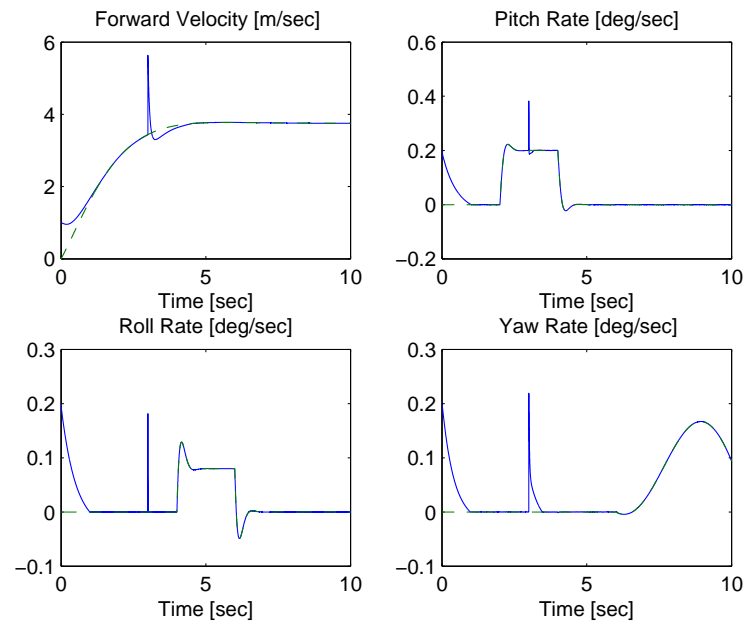 Forward Velocity [m/sec]
6
4
2
0
0 5 10
Time [sec]
Pitch Rate [deg/sec]
0.6
0.4
0.2
0
−0.2
0 5 10
Time [sec]
Roll Rate [deg/sec]
0.3
0.2
0.1
0
−0.1
0 5 10
Time [sec]
Yaw Rate [deg/sec]
0.3
0.2
0.1
0
−0.1
0 5 10
Time [sec]